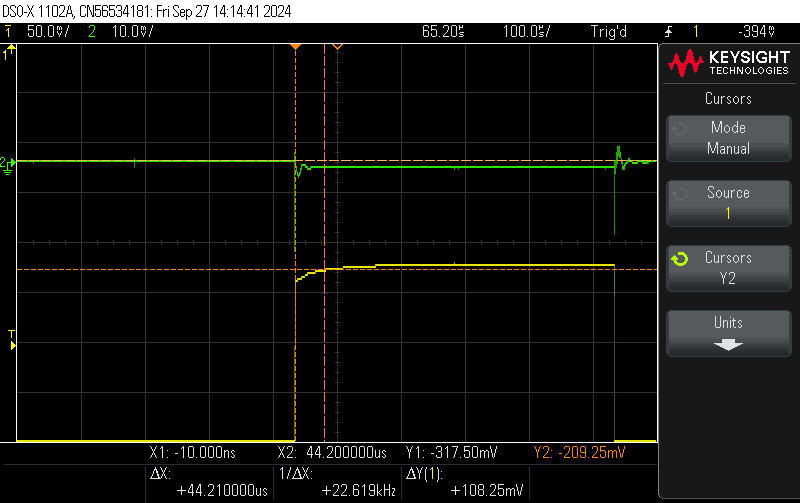 DSO-X 1102A, CN56534181: Fri Sep 27 14:14:41 2024
1 50.0V/ 2 10.0V/ 65.20s 100.0s/ Trig'd 1 -394V
KEYSIGHT
TECHNOLOGIES
Cursors
Mode
Manual
Source
1
Cursors
Y2
Units
1
2
T
X1: -10.000ns X2: 44.200000us Y1: -317.50mV Y2: -209.25mV
ΔX: 1/ΔX: ΔY(1):
+44.210000us +22.619kHz +108.25mV